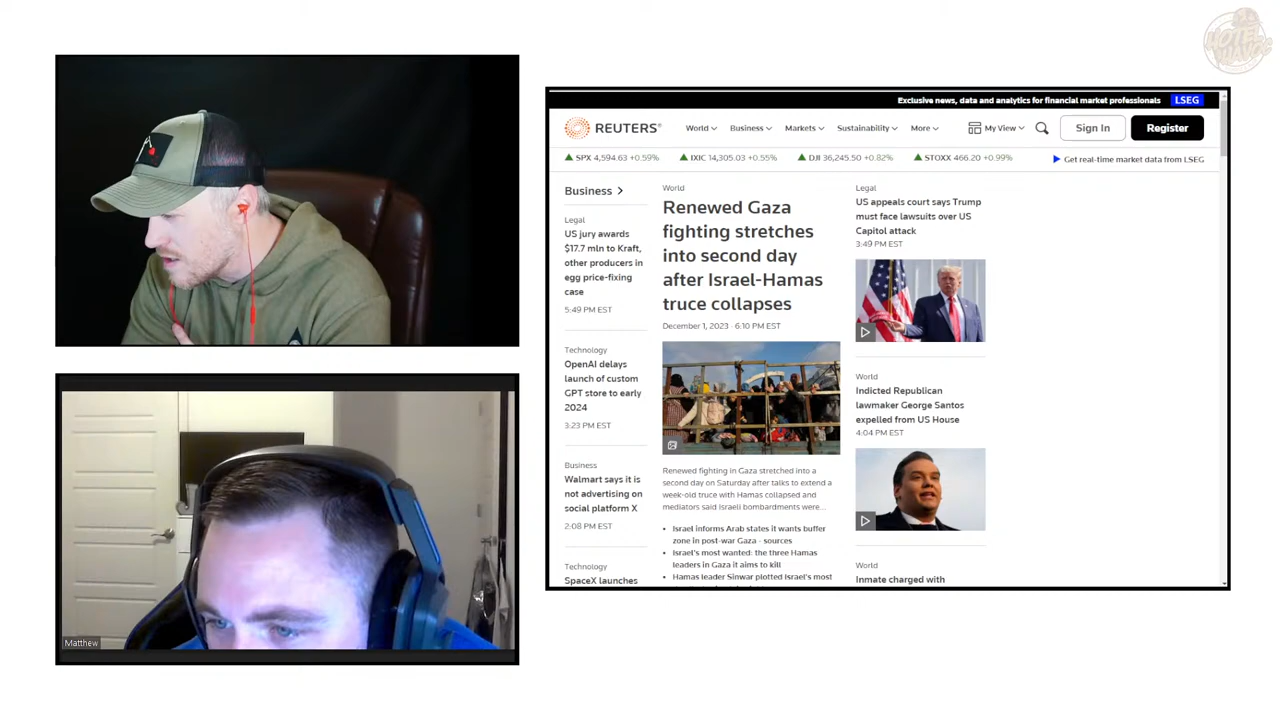 HOTEL
HAVOC
Matthew
Exclusive news, data and analytics for financial market professionals LSEG
REUTERS®
World
Business
Markets
Sustainability
More
My View
Sign In
Register
SPX 4,594.63 +0.59%
IXIC 14,305.03 +0.55%
DJI 36,245.50 +0.82%
STOXX 466.20 +0.99%
Get real-time market data from LSEG
Business
Legal
US jury awards
$17.7 mln to Kraft,
other producers in
egg price-fixing
case
5:49 PM EST
Technology
OpenAI delays
launch of custom
GPT store to early
2024
3:23 PM EST
Business
Walmart says it is
not advertising on
social platform X
2:08 PM EST
Technology
SpaceX launches
World
Renewed Gaza
fighting stretches
into second day
after Israel-Hamas
truce collapses
December 1, 2023 · 6:10 PM EST
Renewed fighting in Gaza stretched into a
second day on Saturday after talks to extend a
week-old truce with Hamas collapsed and
mediators said Israeli bombardments were...
Israel informs Arab states it wants buffer
zone in post-war Gaza - sources
Israel's most wanted: the three Hamas
leaders in Gaza it aims to kill
Hamas leader Sinwar plotted Israel's most
Legal
US appeals court says Trump
must face lawsuits over US
Capitol attack
3:49 PM EST
World
Indicted Republican
lawmaker George Santos
expelled from US House
4:04 PM EST
World
Inmate charged with